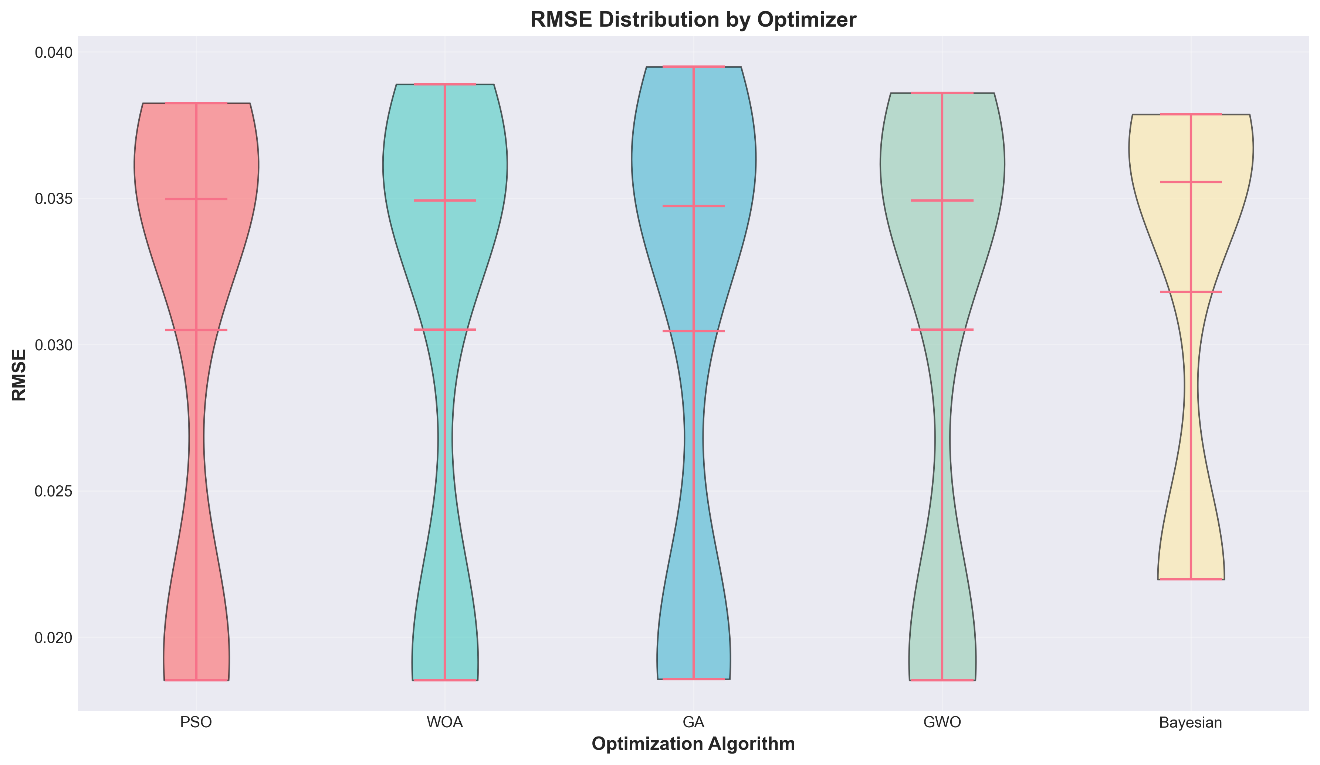 RMSE Distribution by Optimizer
0.040
0.035
0.030
0.025
0.020
RMSE
PSO WOA GA GWO Bayesian
Optimization Algorithm